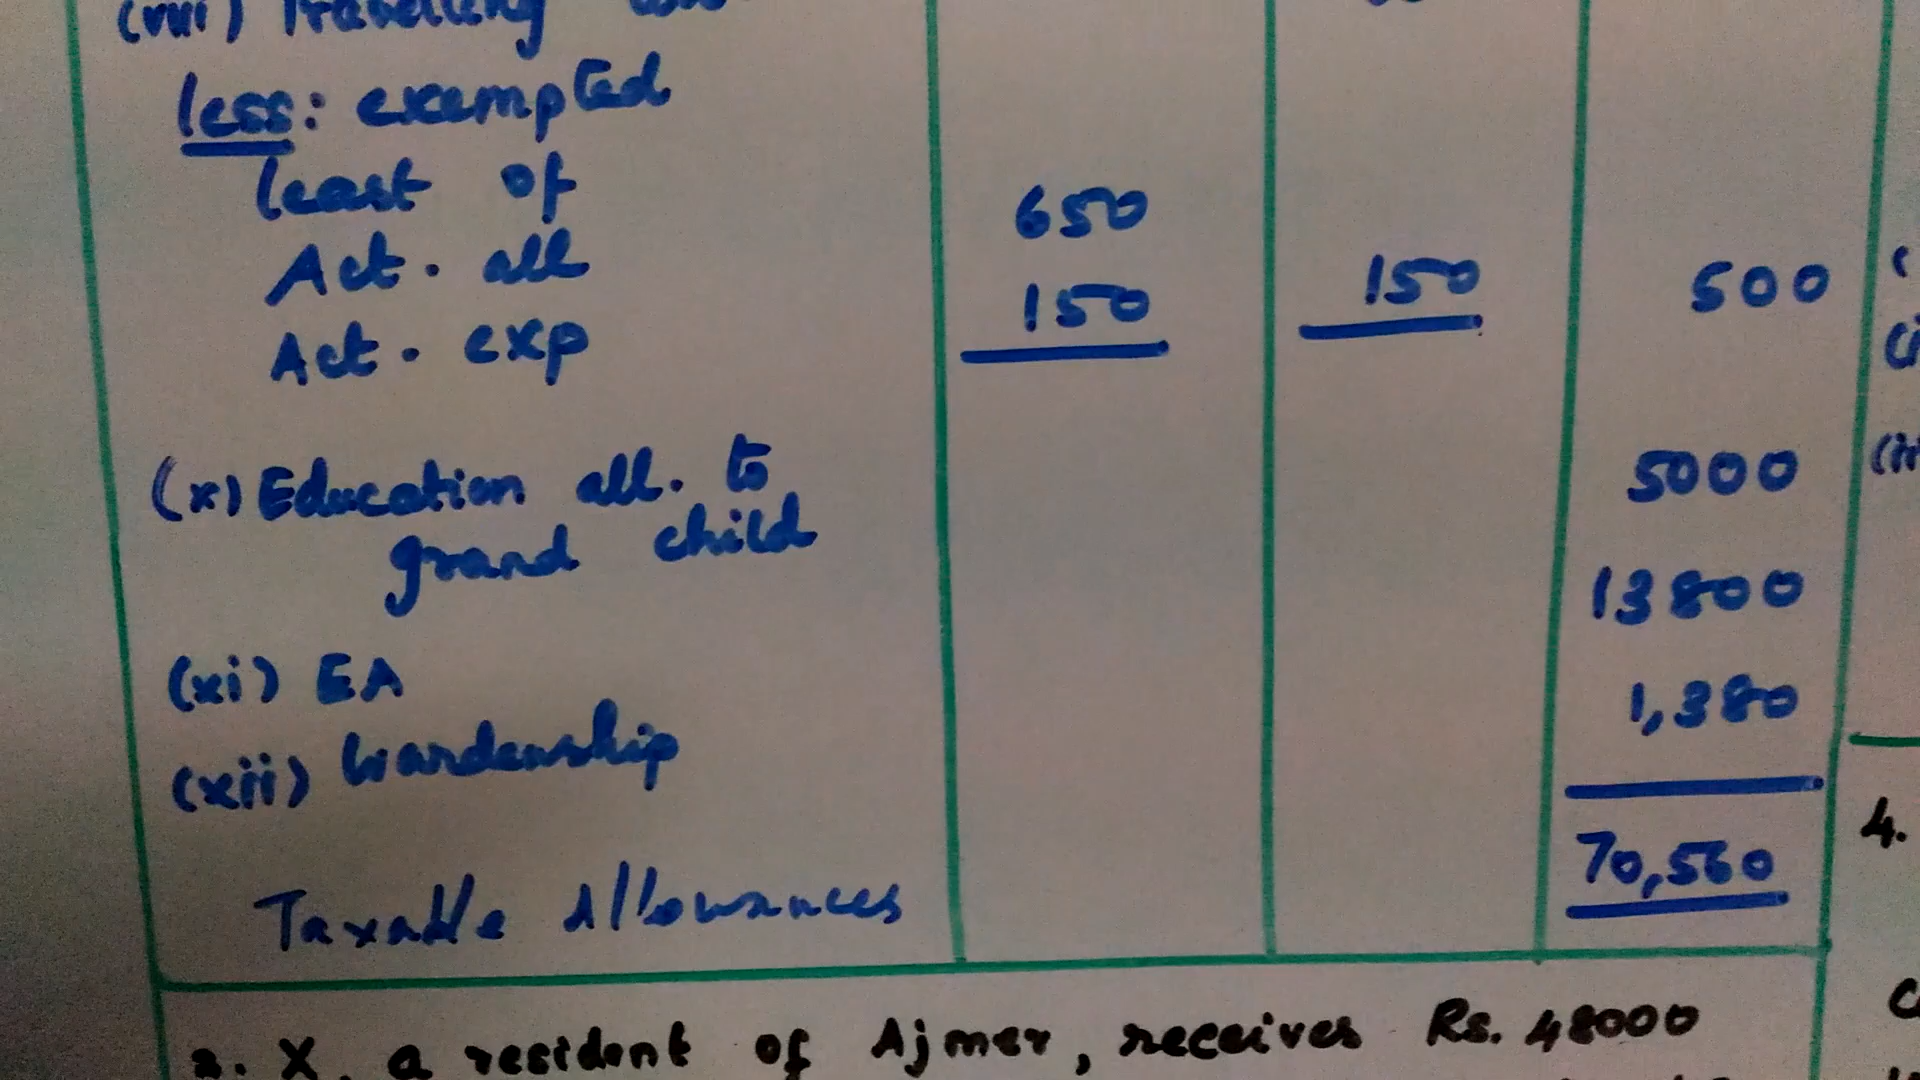 (viii) Travelling
less: exempted
least of 650
Act. all 150 500
Act. exp 150
(x) Education all. to 5000
grand child
13800
(xi) EA
1,380
(xii) Wardenship
70,560
Taxable Allowances
4.
X, a resident of Ajmer, receives Rs. 48000